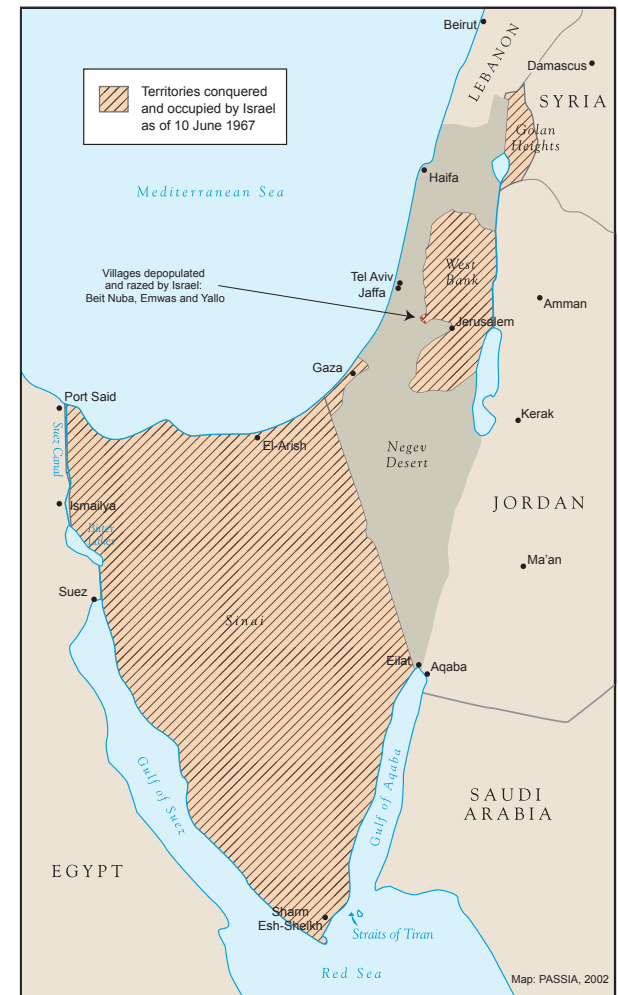 Beirut
LEBANON
Damascus
SYRIA
Territories conquered
and occupied by Israel
as of 10 June 1967
Golan
Heights
Haifa
Mediterranean Sea
West
Bank
Villages depopulated
and razed by Israel:
Beit Nuba, Emwas and Yallo
Tel Aviv
Jaffa
Amman
Jerusalem
Gaza
Port Said
Kerak
Suez Canal
El-Arish
Negev
Desert
Ismailya
JORDAN
Bitter
Lakes
Ma'an
Suez
Sinai
Eilat
Aqaba
Gulf of Suez
Gulf of Aqaba
SAUDI
ARABIA
EGYPT
Sharm
Esh-Sheikh
Straits of Tiran
Red Sea
Map: PASSIA, 2002